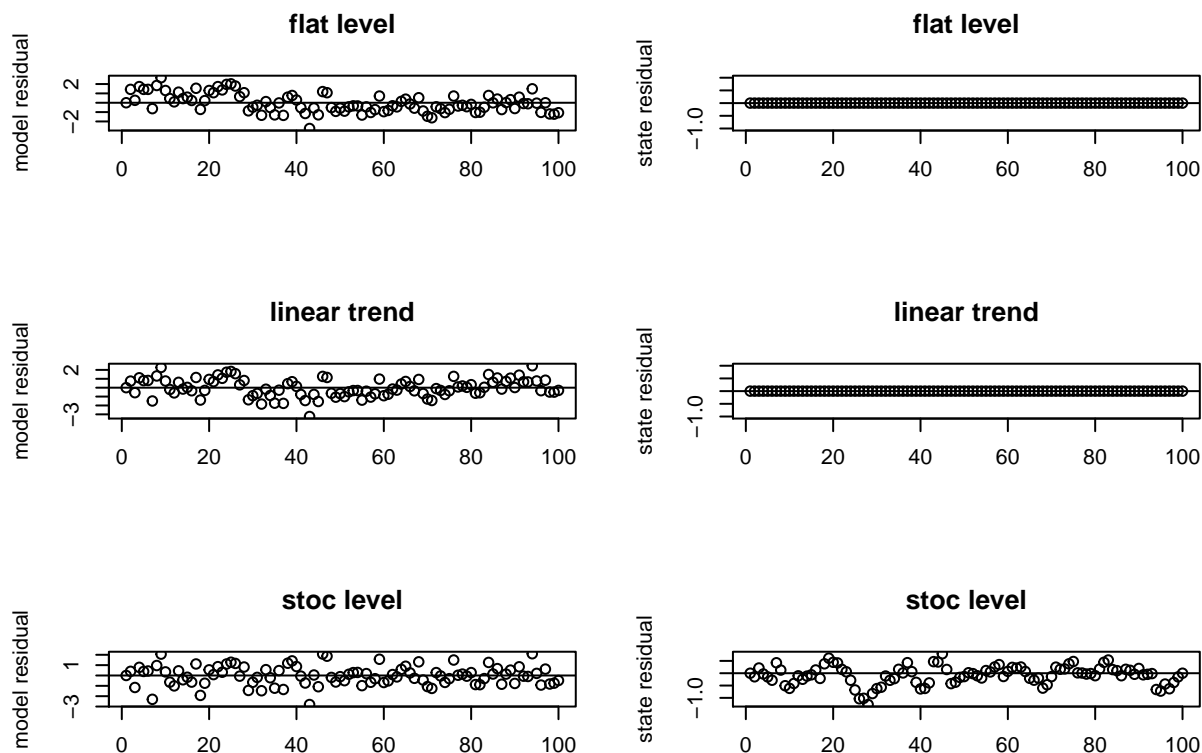 flat level
model residual
2
−2
0 20 40 60 80 100
flat level
state residual
−1.0
0 20 40 60 80 100
linear trend
model residual
2
−3
0 20 40 60 80 100
linear trend
state residual
−1.0
0 20 40 60 80 100
stoc level
model residual
1
−3
0 20 40 60 80 100
stoc level
state residual
−1.0
0 20 40 60 80 100